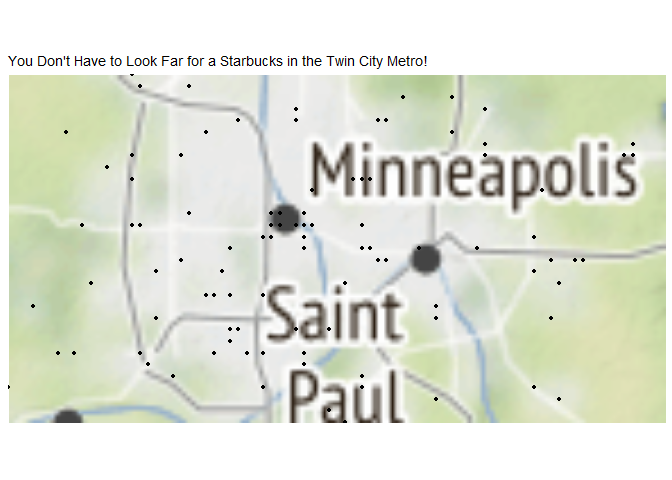 You Don't Have to Look Far for a Starbucks in the Twin City Metro!
Minneapolis
Saint
Paul